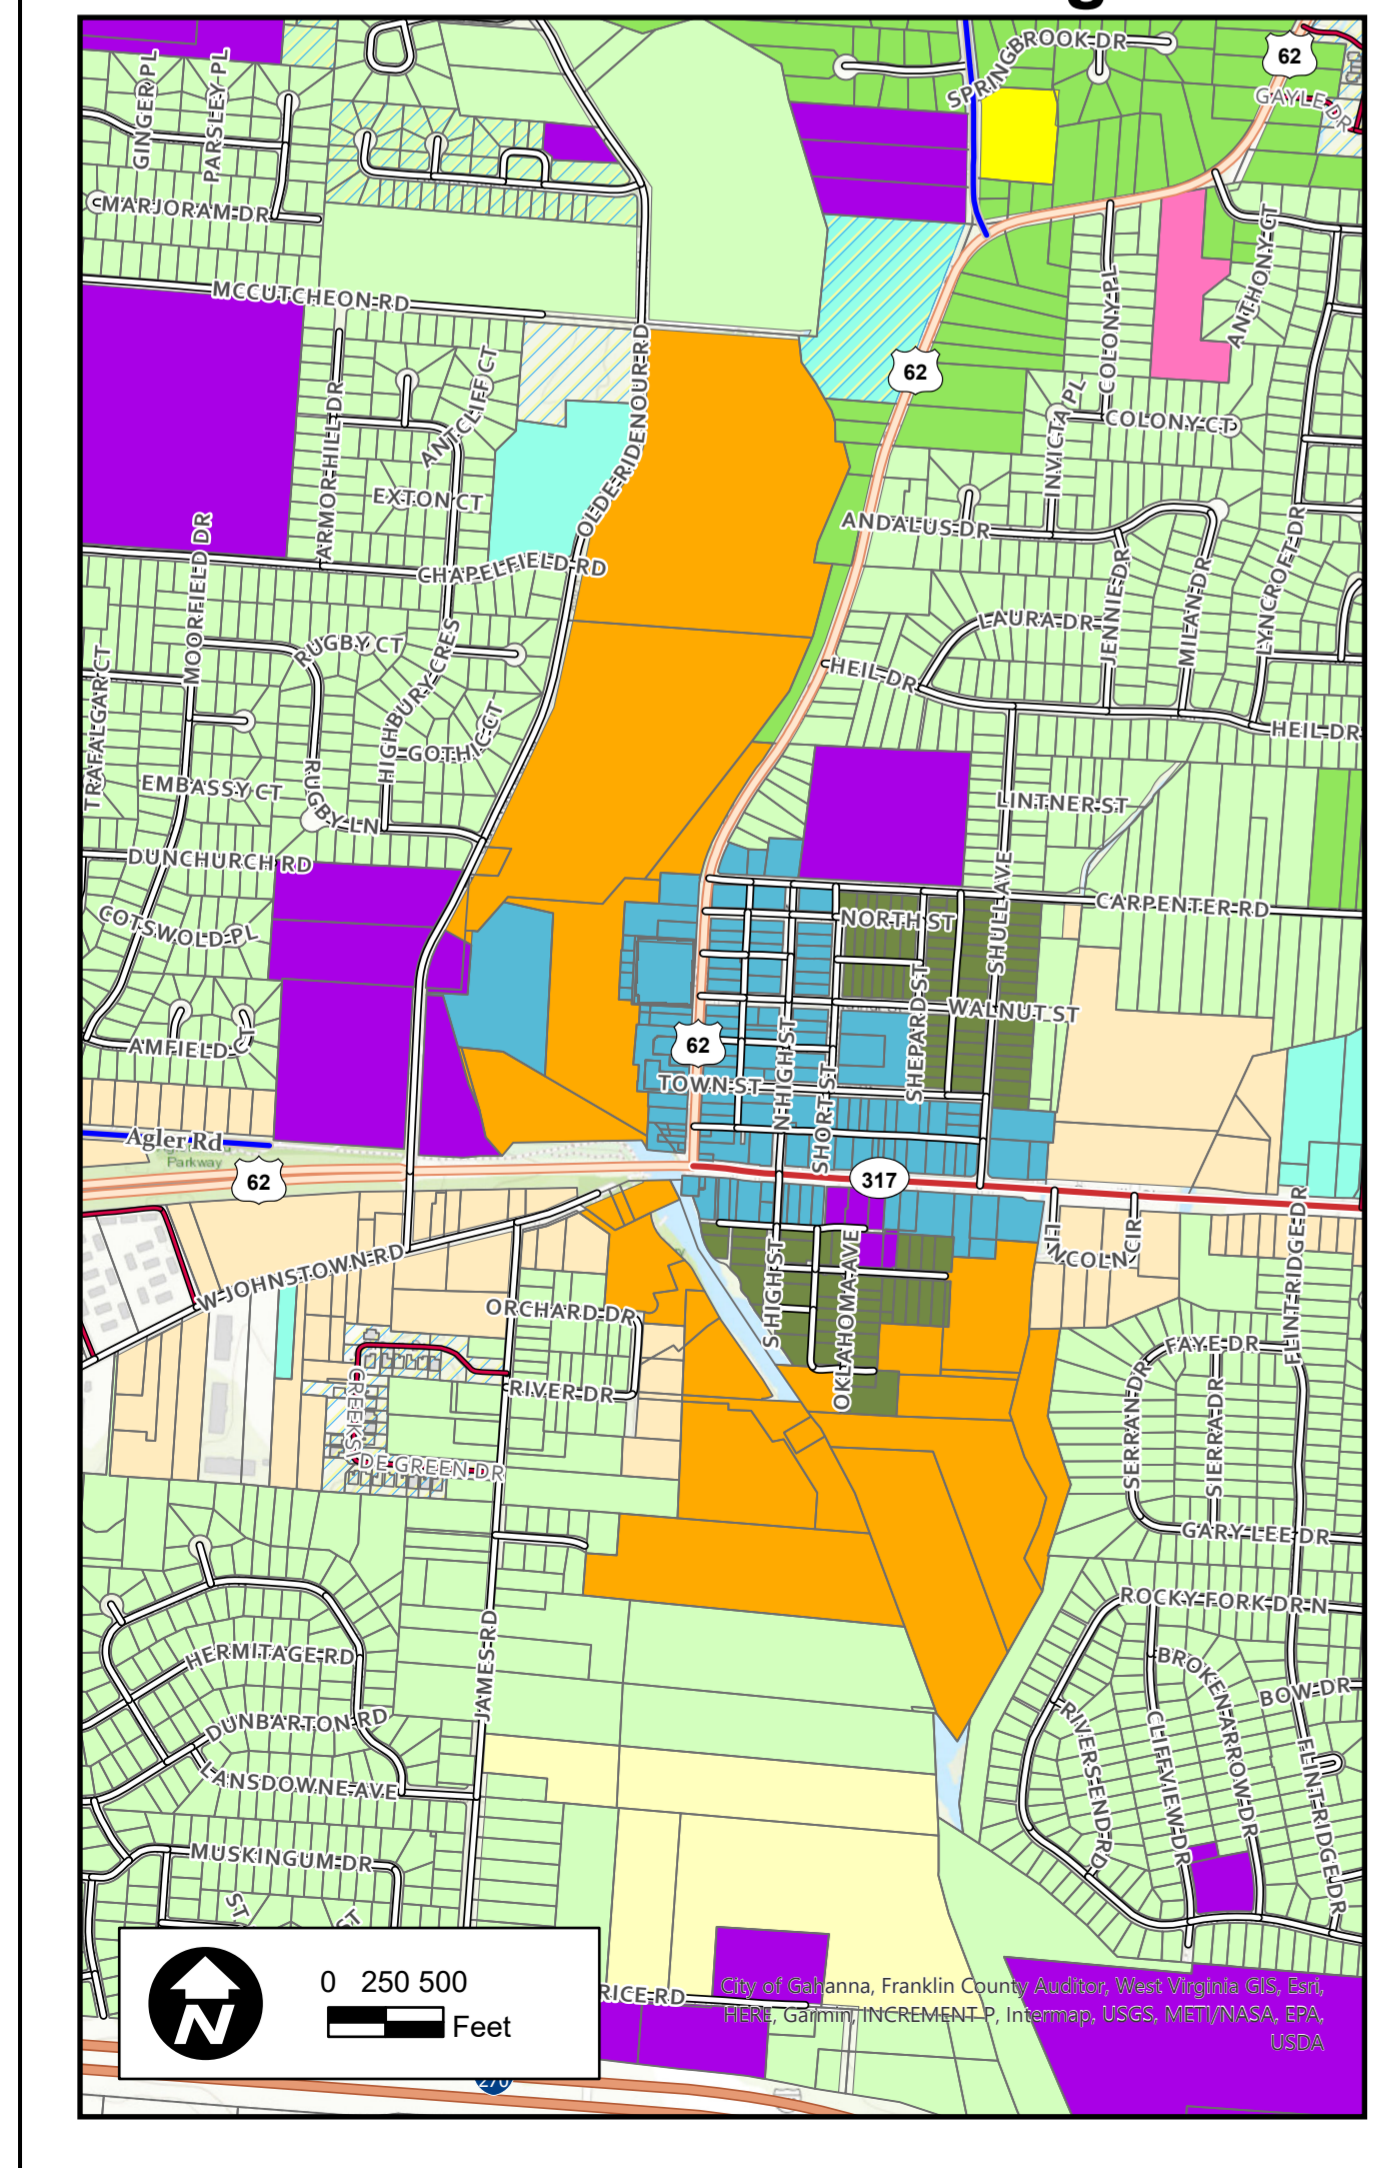 g
SPRINGBROOK DR
62
GAYLE DR
GINGER PL
PARSLEY PL
MARJORAM DR
MCCUTCHEON RD
ANTHONY CT
COLONY PL
62
OLDE RIDENOUR RD
ANTCLIFF CT
ARMOR HILL DR
INVICTA PL
COLONY CT
EXTON CT
ANDALUS DR
MOORFIELD DR
CHAPELFIELD RD
LYNCROFT DR
JENNIE DR
MILAN DR
LAURA DR
RUGBY CT
HIGHBURY CRES
HEIL DR
TRAFALGAR CT
GOTHIC CT
HEIL DR
EMBASSY CT
RUGBY LN
LINTNER ST
DUNCHURCH RD
SHULL AVE
CARPENTER RD
COTSWOLD PL
NORTH ST
SHEPARD ST
WALNUT ST
AMFIELD CT
62
TOWN ST
N HIGH ST
SHORT ST
Agler Rd
Parkway
62
317
LINCOLN CIR
FLINT RIDGE DR
W JOHNSTOWN RD
S HIGH ST
OKLAHOMA AVE
ORCHARD DR
FAYE DR
RIVER DR
CREEKSIDE GREEN DR
SERRAN DR
SIERRA DR
GARY LEE DR
ROCKY FORK DR N
HERMITAGE RD
JAMES RD
BROKEN ARROW DR
BOW DR
DUNBARTON RD
RIVERS END RD
CLIFFVIEW DR
FLINT RIDGE DR
LANSDOWNE AVE
MUSKINGUM DR
ST
CT
N
0 250 500
Feet
RICE RD
City of Gahanna, Franklin County Auditor, West Virginia GIS, Esri,
HERE, Garmin, INCREMENT P, Intermap, USGS, METI/NASA, EPA,
USDA
270